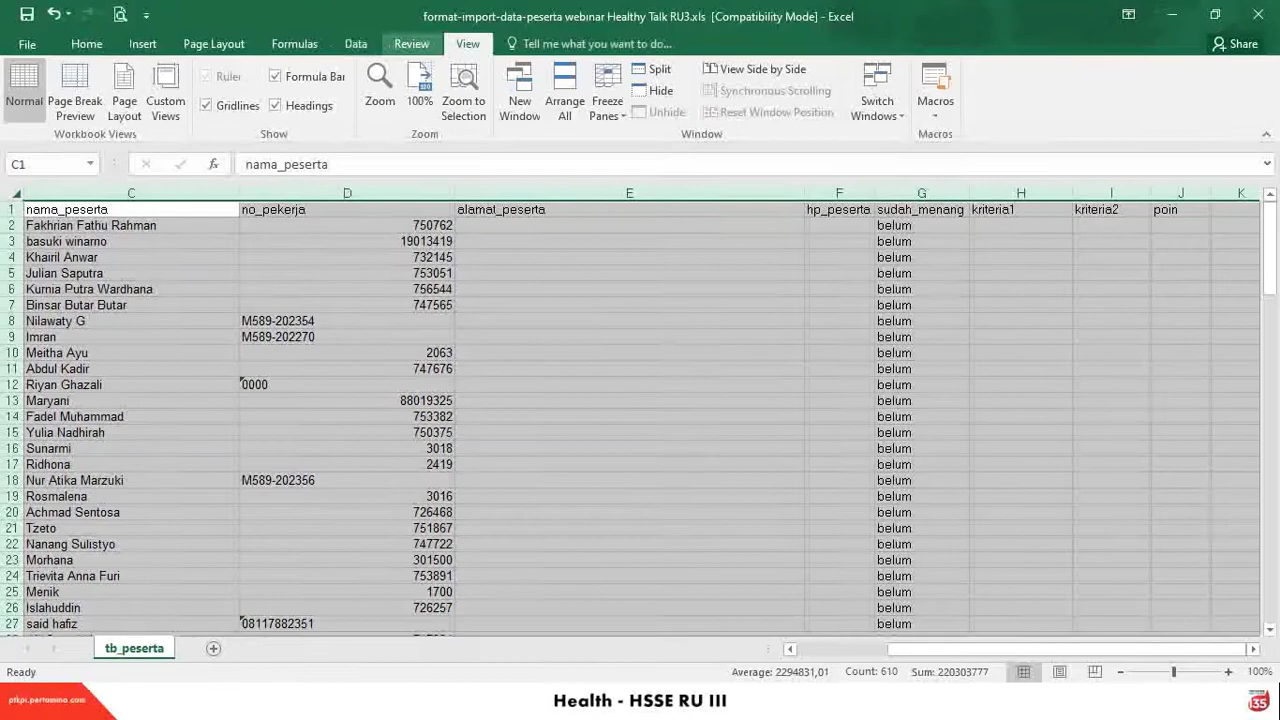 format-import-data-peserta webinar Healthy Talk RU3.xls [Compatibility Mode] - Excel
File Home Insert Page Layout Formulas Data Review View Tell me what you want to do... Share
Normal
Page Break Preview
Page Layout
Custom Views
Workbook Views
Ruler
Formula Bar
Gridlines
Headings
Show
Zoom
100%
Zoom to Selection
Zoom
New Window
Arrange All
Freeze Panes
Split
Hide
Unhide
View Side by Side
Synchronous Scrolling
Reset Window Position
Window
Switch Windows
Macros
Macros
C1 fx nama_peserta
C D E F G H I J K
1 nama_peserta no_pekerja alamat_peserta hp_peserta sudah_menang kriteria1 kriteria2 poin
2 Fakhrian Fathu Rahman 750762 belum
3 basuki winarno 19013419 belum
4 Khairil Anwar 732145 belum
5 Julian Saputra 753051 belum
6 Kurnia Putra Wardhana 756544 belum
7 Binsar Butar Butar 747565 belum
8 Nilawaty G M589-202354 belum
9 Imran M589-202270 belum
10 Meitha Ayu 2063 belum
11 Abdul Kadir 747676 belum
12 Riyan Ghazali 0000 belum
13 Maryani 88019325 belum
14 Fadel Muhammad 753382 belum
15 Yulia Nadhirah 750375 belum
16 Sunarmi 3018 belum
17 Ridhona 2419 belum
18 Nur Atika Marzuki M589-202356 belum
19 Rosmalena 3016 belum
20 Achmad Sentosa 726468 belum
21 Tzeto 751867 belum
22 Nanang Sulistyo 747722 belum
23 Morhana 301500 belum
24 Trievita Anna Furi 753891 belum
25 Menik 1700 belum
26 Islahuddin 726257 belum
27 said hafiz 08117882351 belum
tb_peserta
Ready Average: 2294831,01 Count: 610 Sum: 220303777 100%
ptkpi.pertamina.com Health - HSSE RU III 135